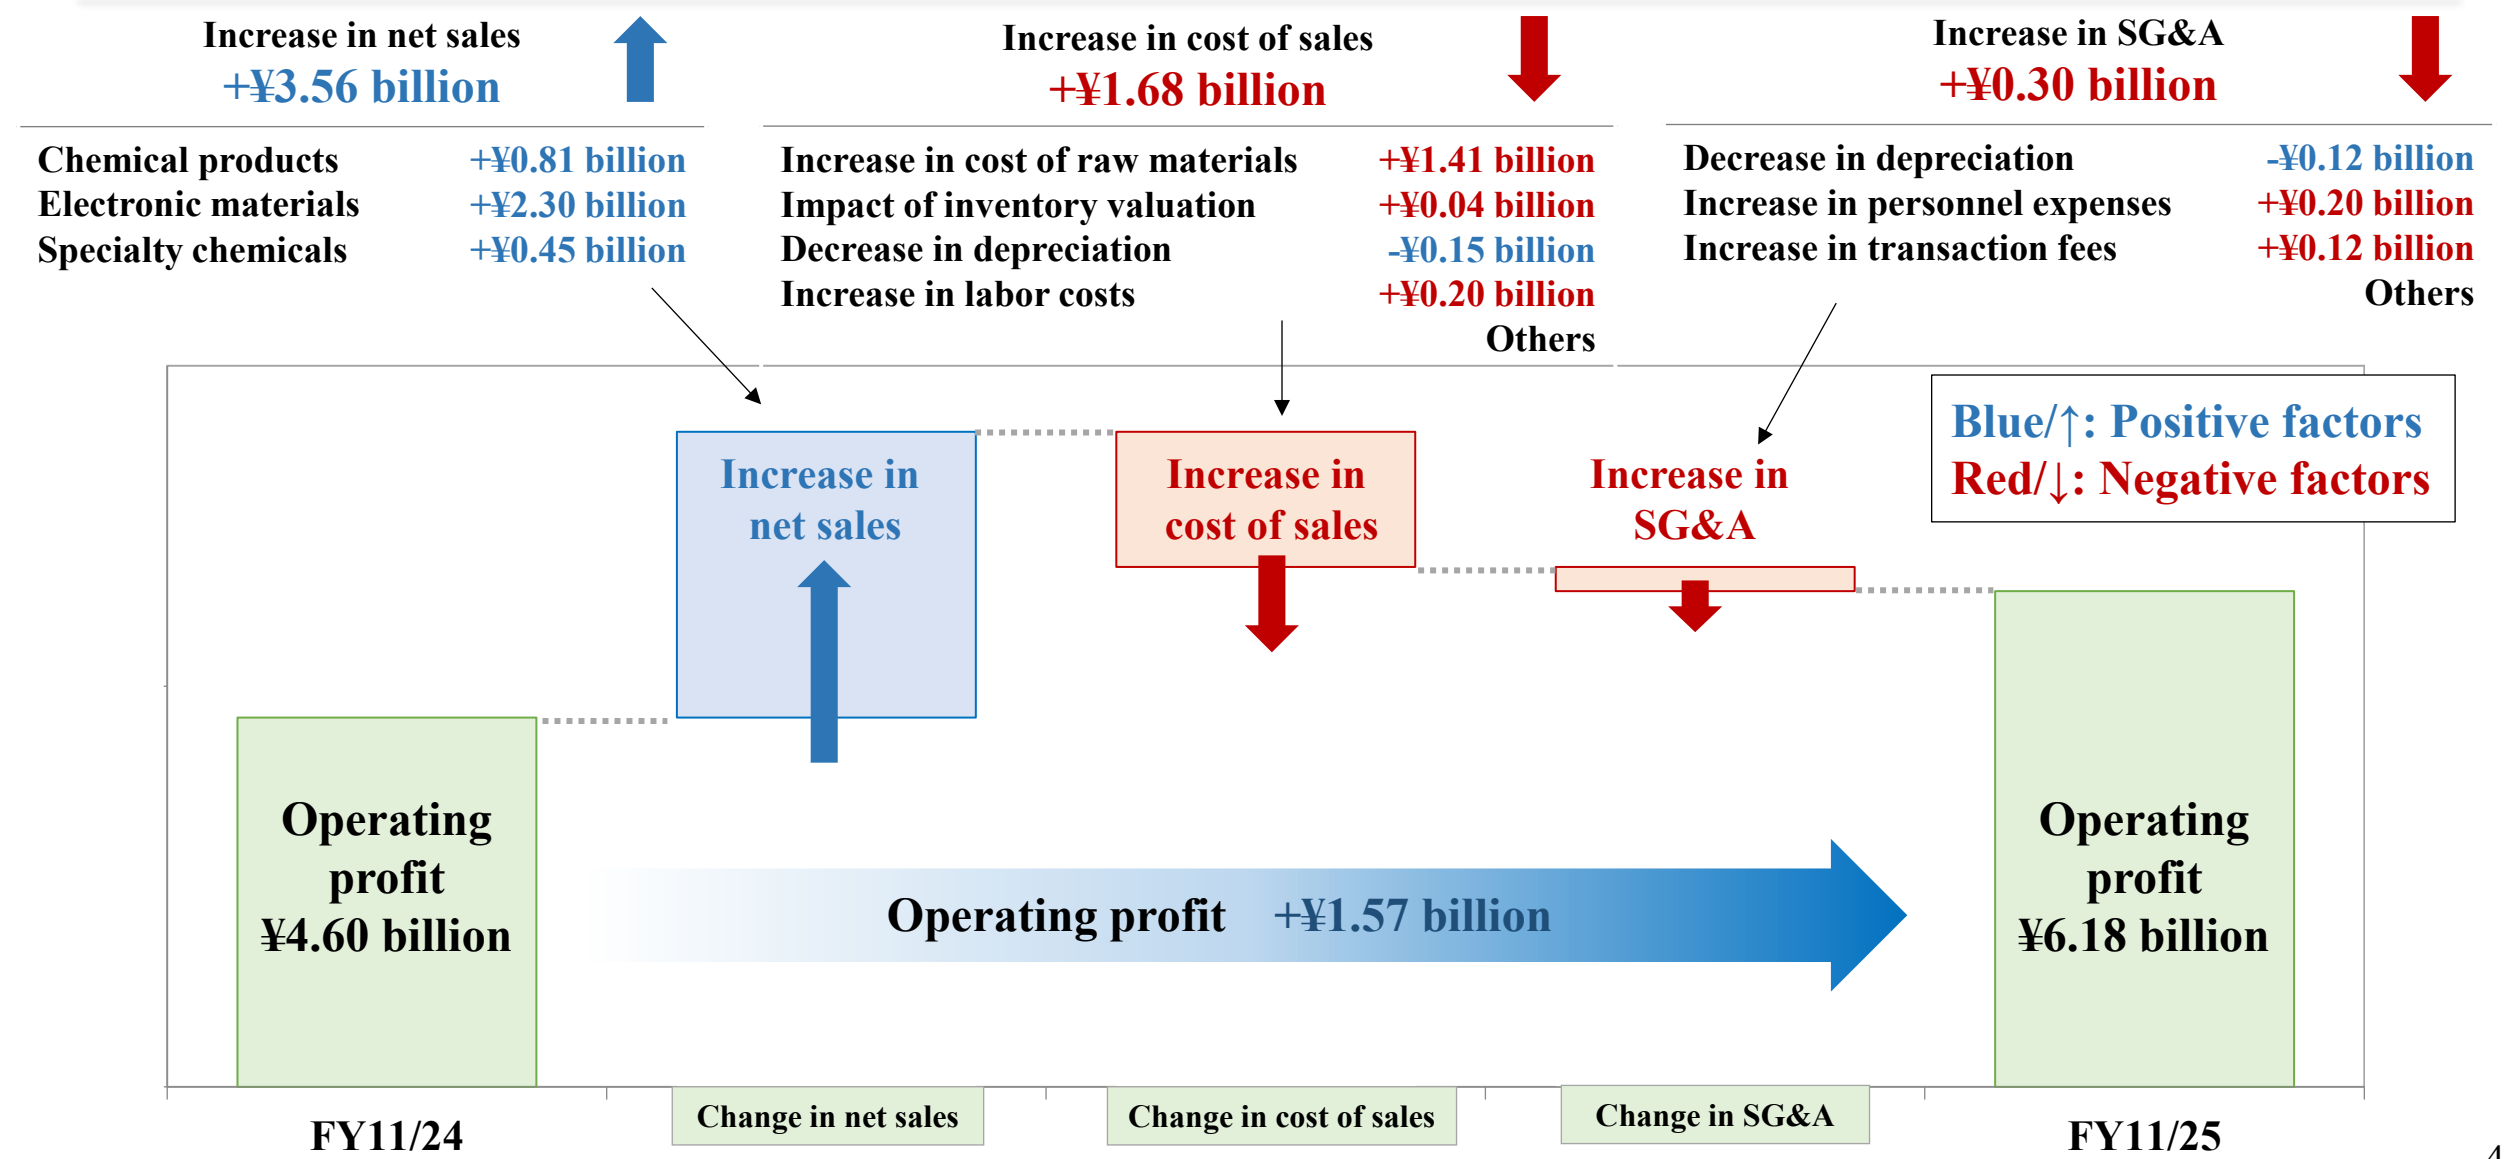 Increase in net sales
+¥3.56 billion
Chemical products +¥0.81 billion
Electronic materials +¥2.30 billion
Specialty chemicals +¥0.45 billion
Increase in cost of sales
+¥1.68 billion
Increase in cost of raw materials +¥1.41 billion
Impact of inventory valuation +¥0.04 billion
Decrease in depreciation -¥0.15 billion
Increase in labor costs +¥0.20 billion
Others
Increase in SG&A
+¥0.30 billion
Decrease in depreciation -¥0.12 billion
Increase in personnel expenses +¥0.20 billion
Increase in transaction fees +¥0.12 billion
Others
Blue/↑: Positive factors
Red/↓: Negative factors
Increase in
net sales
Increase in
cost of sales
Increase in
SG&A
Operating
profit
¥4.60 billion
Operating profit +¥1.57 billion
Operating
profit
¥6.18 billion
FY11/24
Change in net sales
Change in cost of sales
Change in SG&A
FY11/25